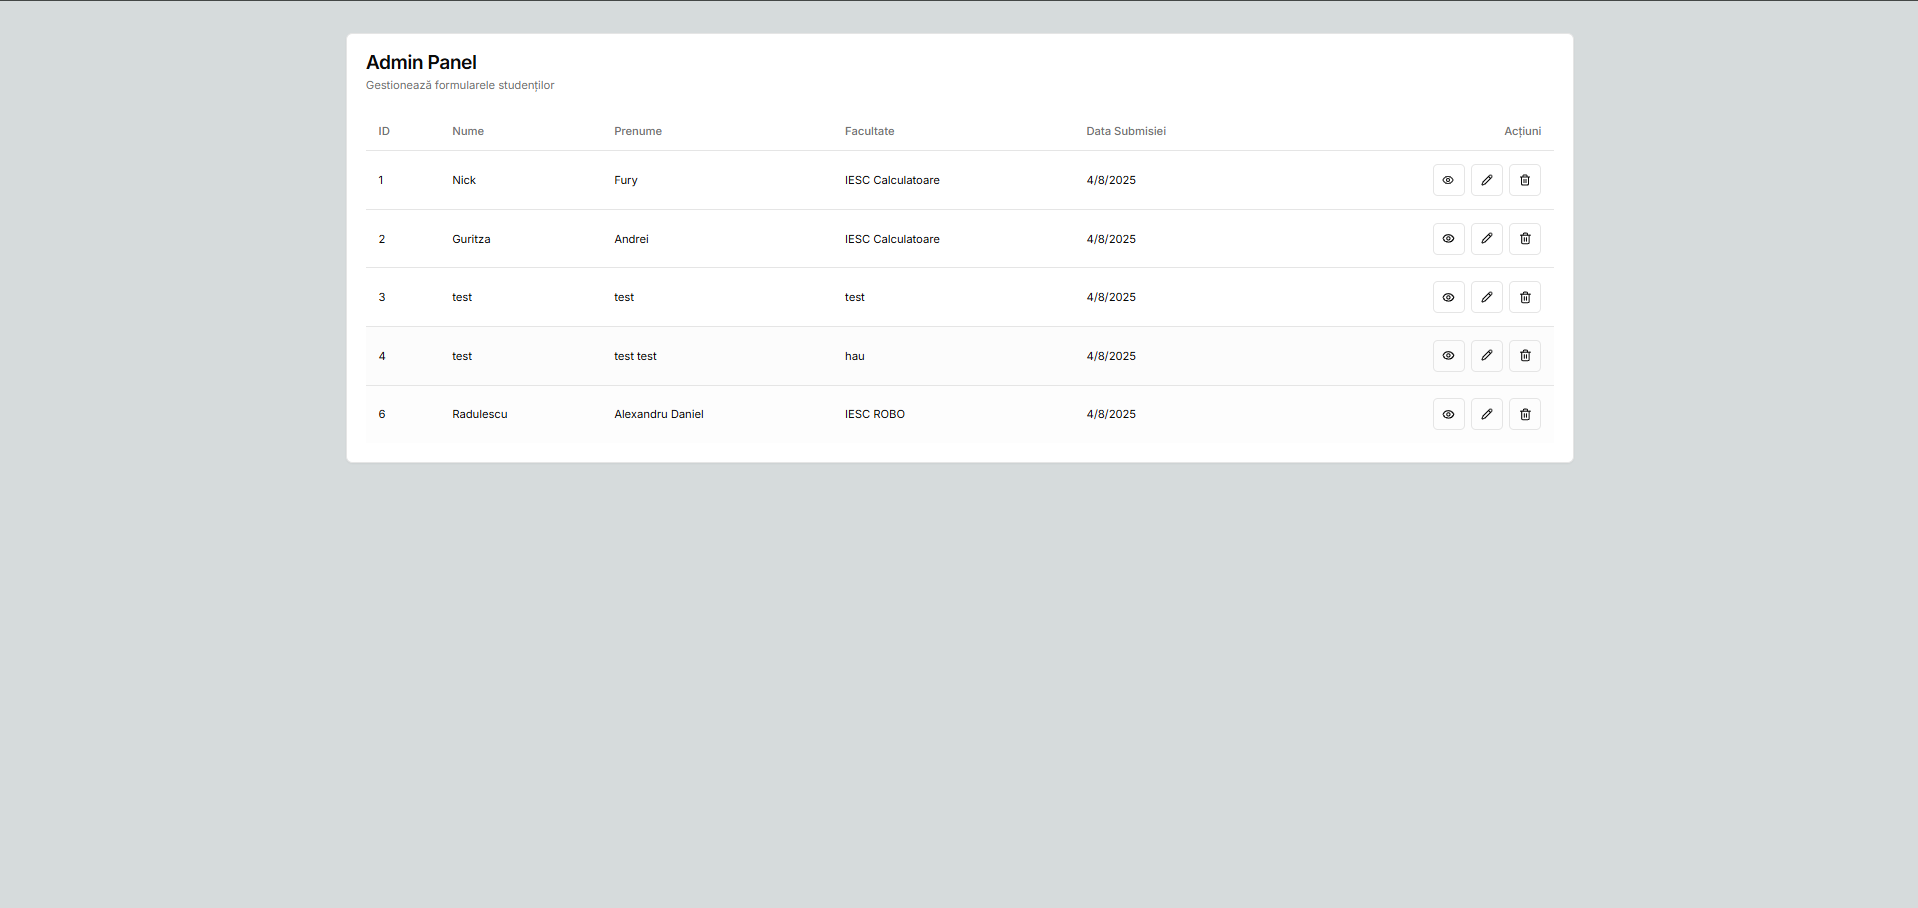 Admin Panel
Gestionează formularele studenților
ID Nume Prenume Facultate Data Submisiei Acțiuni
1 Nick Fury IESC Calculatoare 4/8/2025
2 Guritza Andrei IESC Calculatoare 4/8/2025
3 test test test 4/8/2025
4 test test test hau 4/8/2025
6 Radulescu Alexandru Daniel IESC ROBO 4/8/2025